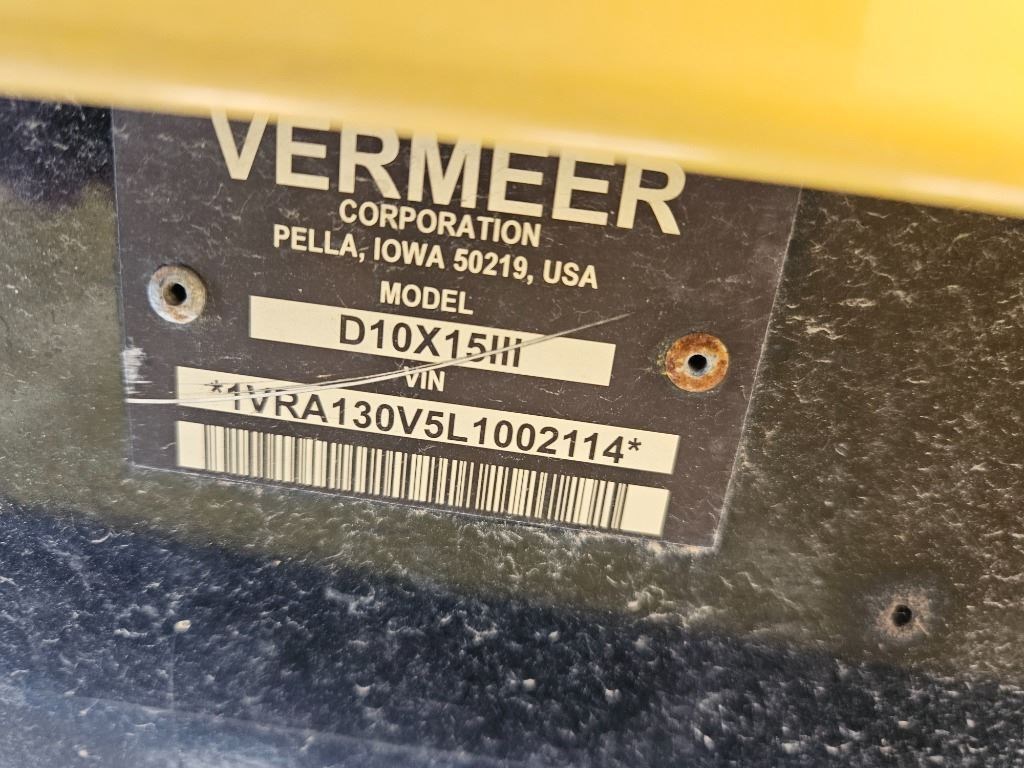 VERMEER
CORPORATION
PELLA, IOWA 50219, USA
MODEL
D10X15III
VIN
*1VRA130V5L1002114*